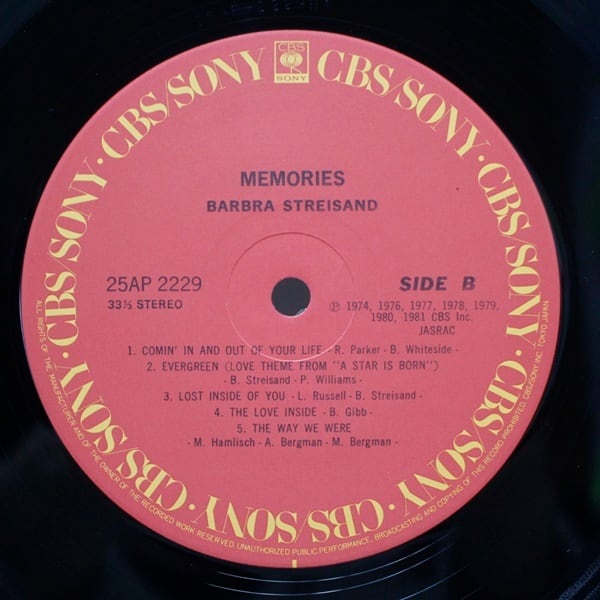 CBS
SONY
CBS/SONY · CBS/SONY · CBS/SONY · CBS/SONY · CBS/SONY · CBS/SONY · CBS/SONY · CBS/SONY
MEMORIES
BARBRA STREISAND
25AP 2229
33⅓ STEREO
SIDE B
Ⓟ 1974, 1976, 1977, 1978, 1979,
1980, 1981 CBS Inc.
JASRAC
1. COMIN' IN AND OUT OF YOUR LIFE - R. Parker - B. Whiteside -
2. EVERGREEN (LOVE THEME FROM "A STAR IS BORN")
- B. Streisand - P. Williams -
3. LOST INSIDE OF YOU - L. Russell - B. Streisand -
4. THE LOVE INSIDE - B. Gibb -
5. THE WAY WE WERE
- M. Hamlisch - A. Bergman - M. Bergman -
ALL RIGHTS OF THE MANUFACTURER AND OF THE OWNER OF THE RECORDED WORK RESERVED. UNAUTHORIZED PUBLIC PERFORMANCE, BROADCASTING AND COPYING OF THIS RECORD PROHIBITED. CBS/SONY INC. TOKYO JAPAN